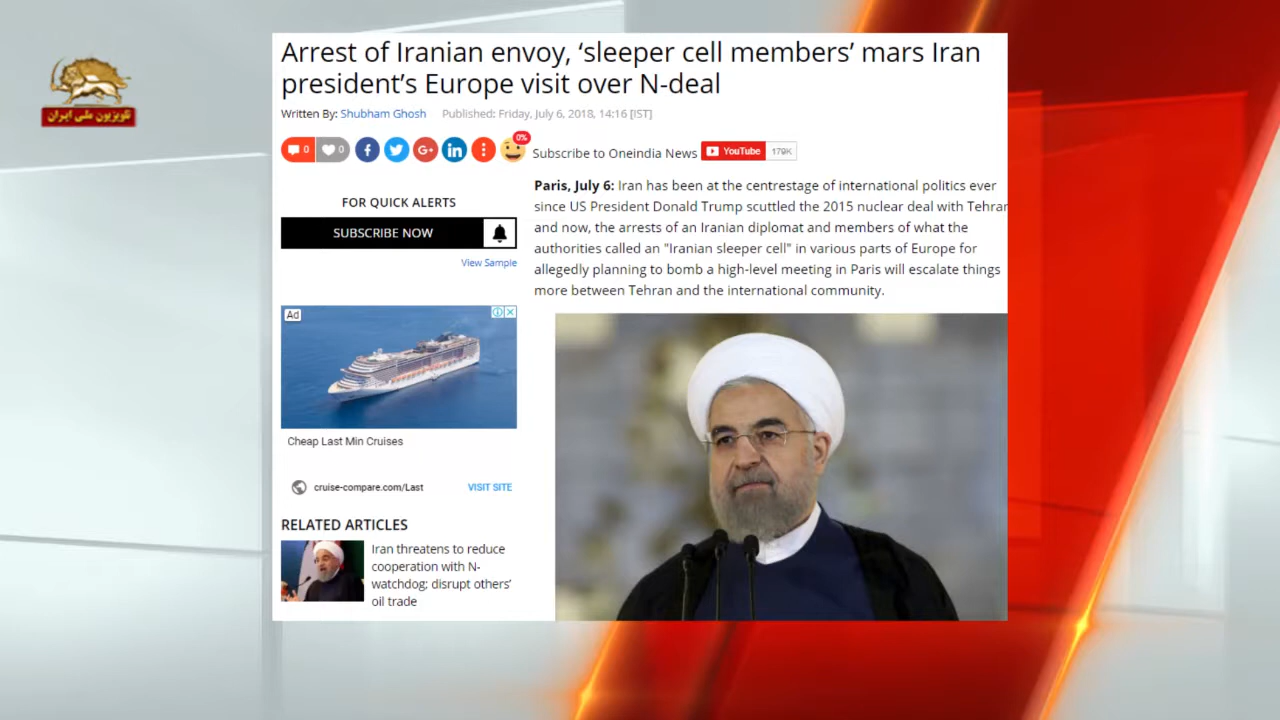 تلویزیون ملی ایران
Arrest of Iranian envoy, ‘sleeper cell members’ mars Iran
president’s Europe visit over N-deal
Written By: Shubham Ghosh Published: Friday, July 6, 2018, 14:16 [IST]
0 0 0%
Subscribe to Oneindia News YouTube 179K
FOR QUICK ALERTS
SUBSCRIBE NOW
View Sample
Ad
Cheap Last Min Cruises
cruise-compare.com/Last VISIT SITE
RELATED ARTICLES
Iran threatens to reduce
cooperation with N-
watchdog; disrupt others’
oil trade
Paris, July 6: Iran has been at the centrestage of international politics ever
since US President Donald Trump scuttled the 2015 nuclear deal with Tehran
and now, the arrests of an Iranian diplomat and members of what the
authorities called an "Iranian sleeper cell" in various parts of Europe for
allegedly planning to bomb a high-level meeting in Paris will escalate things
more between Tehran and the international community.